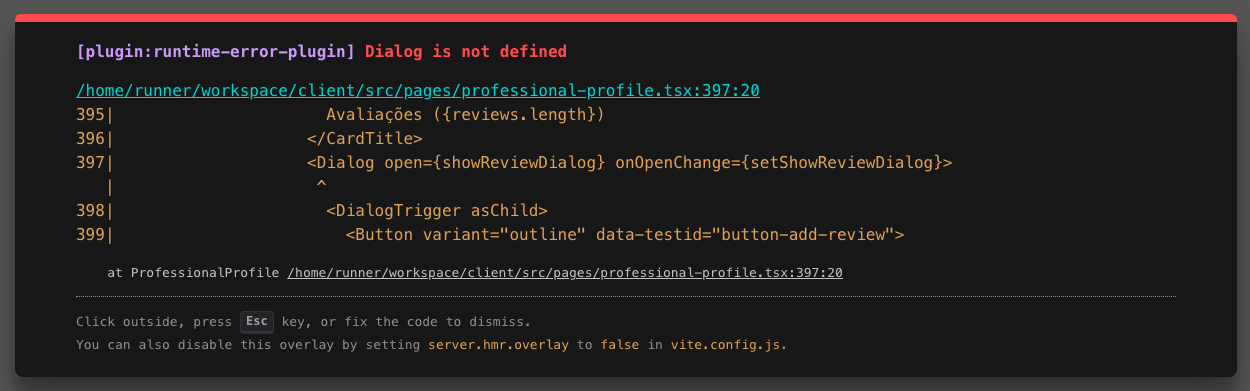 [plugin:runtime-error-plugin] Dialog is not defined
/home/runner/workspace/client/src/pages/professional-profile.tsx:397:20
395|                      Avaliações ({reviews.length})
396|                    </CardTitle>
397|                    <Dialog open={showReviewDialog} onOpenChange={setShowReviewDialog}>
   |                     ^
398|                      <DialogTrigger asChild>
399|                        <Button variant="outline" data-testid="button-add-review">
at ProfessionalProfile /home/runner/workspace/client/src/pages/professional-profile.tsx:397:20
Click outside, press Esc key, or fix the code to dismiss.
You can also disable this overlay by setting server.hmr.overlay to false in vite.config.js.